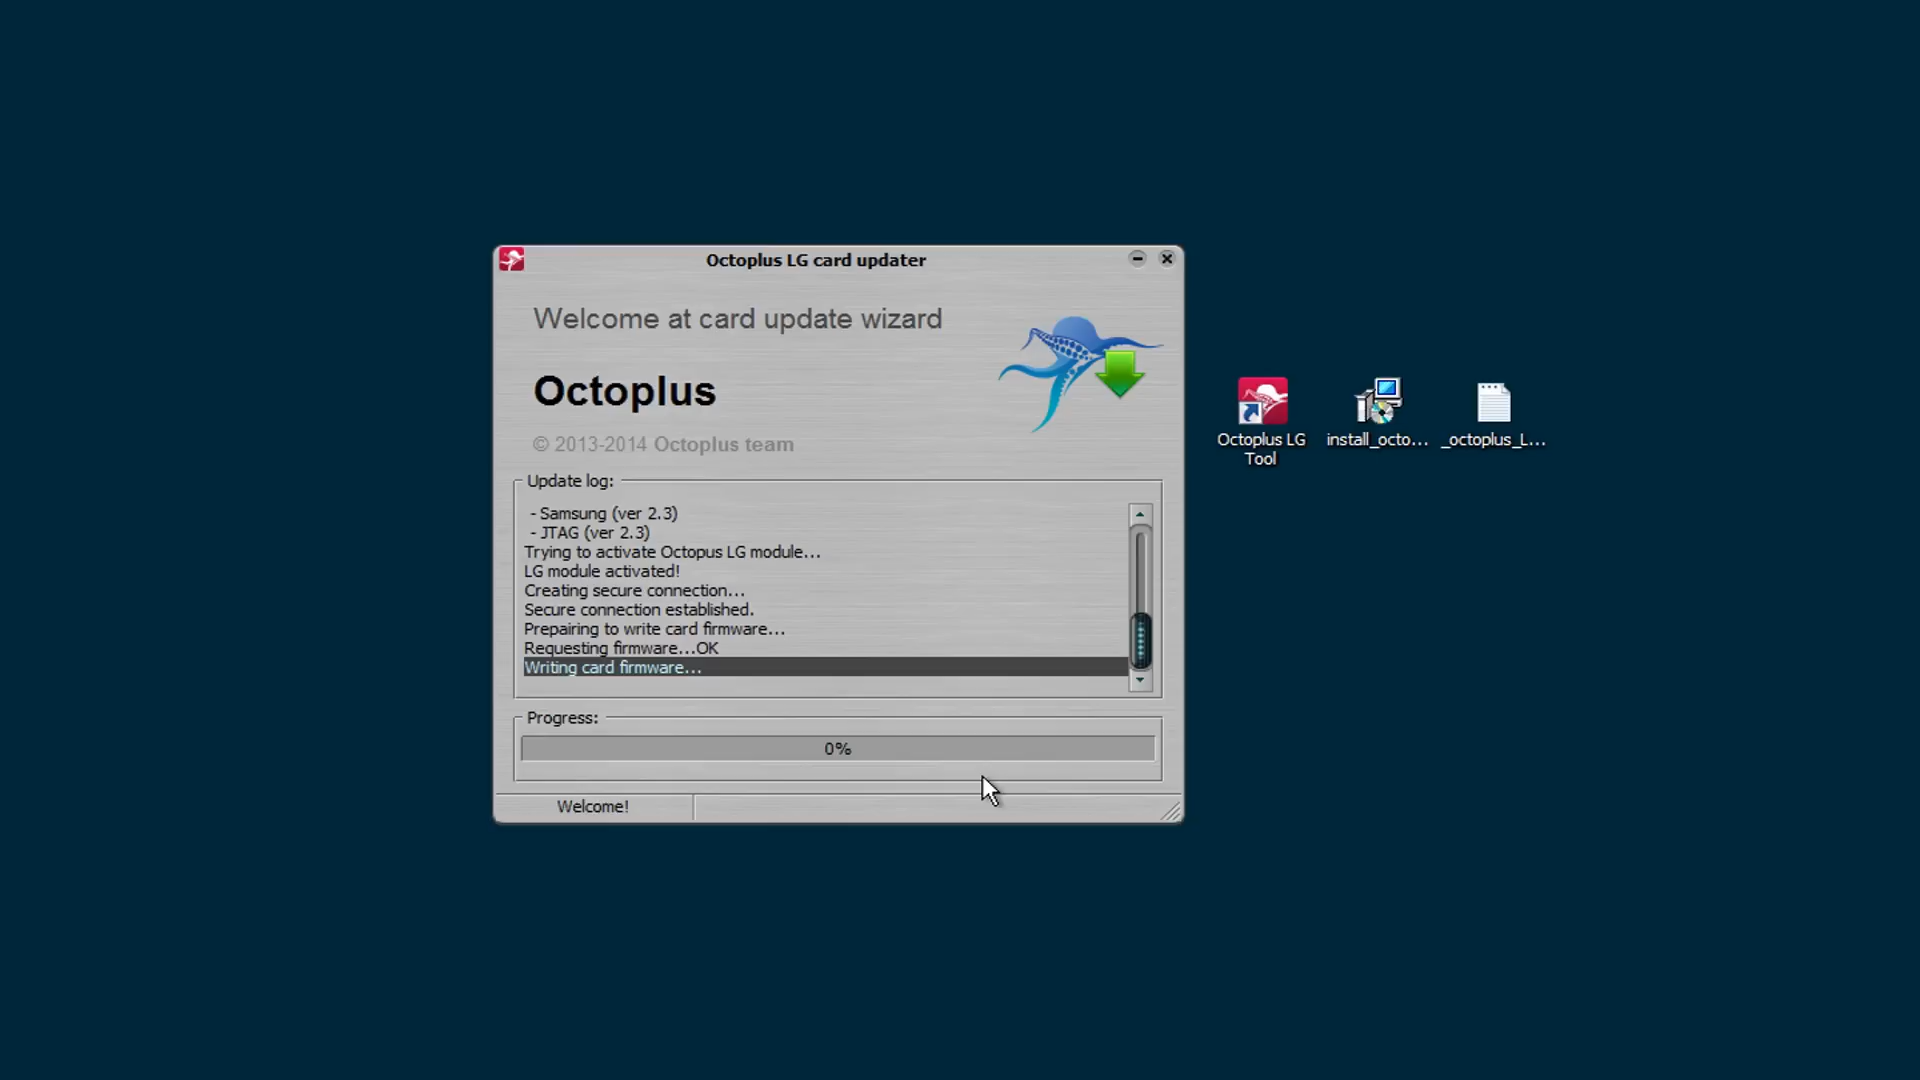 Octoplus LG card updater
Welcome at card update wizard
Octoplus
© 2013-2014 Octoplus team
Update log:
- Samsung (ver 2.3)
- JTAG (ver 2.3)
Trying to activate Octopus LG module...
LG module activated!
Creating secure connection...
Secure connection established.
Prepairing to write card firmware...
Requesting firmware...OK
Writing card firmware...
Progress:
0%
Welcome!
Octoplus LG
Tool
install_octo...
_octoplus_L...